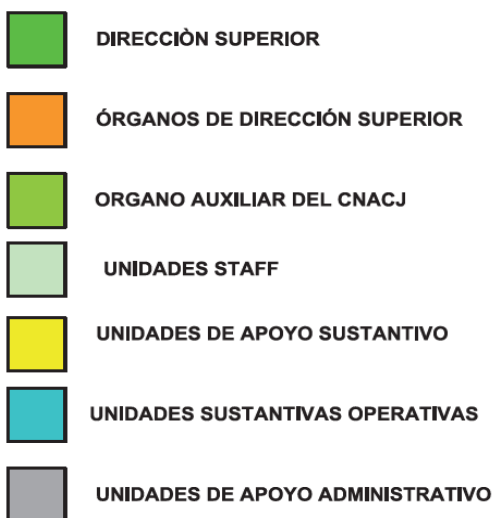 DIRECCIÒN SUPERIOR
ÓRGANOS DE DIRECCIÓN SUPERIOR
ORGANO AUXILIAR DEL CNACJ
UNIDADES STAFF
UNIDADES DE APOYO SUSTANTIVO
UNIDADES SUSTANTIVAS OPERATIVAS
UNIDADES DE APOYO ADMINISTRATIVO